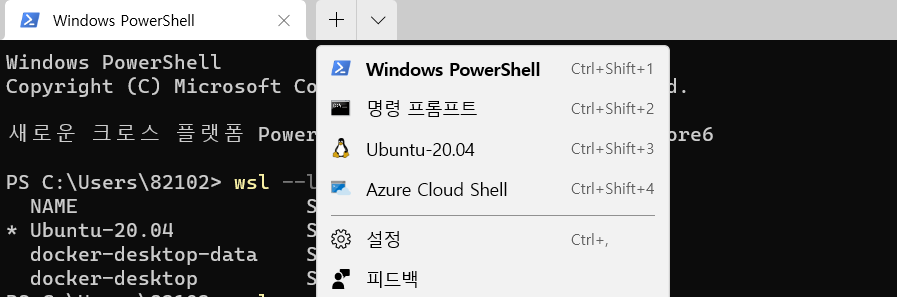 Windows PowerShell
Windows PowerShell
Copyright (C) Microsoft Co d.
새로운 크로스 플랫폼 Power ore6
PS C:\Users\82102> wsl --l
NAME S
* Ubuntu-20.04 S
docker-desktop-data S
docker-desktop S
Windows PowerShell Ctrl+Shift+1
명령 프롬프트 Ctrl+Shift+2
Ubuntu-20.04 Ctrl+Shift+3
Azure Cloud Shell Ctrl+Shift+4
설정 Ctrl+,
피드백